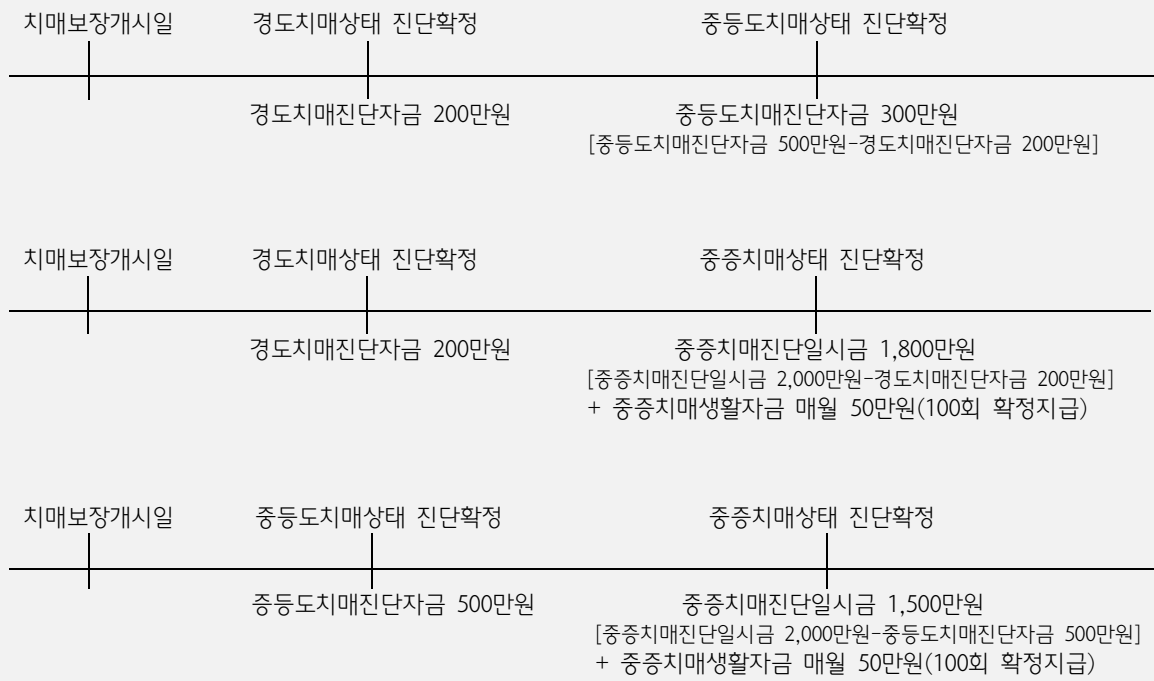 치매보장개시일 경도치매상태 진단확정 중등도치매상태 진단확정
경도치매진단자금 200만원 중등도치매진단자금 300만원
[중등도치매진단자금 500만원-경도치매진단자금 200만원]
치매보장개시일 경도치매상태 진단확정 중증치매상태 진단확정
경도치매진단자금 200만원 중증치매진단일시금 1,800만원
[중증치매진단일시금 2,000만원-경도치매진단자금 200만원]
+ 중증치매생활자금 매월 50만원(100회 확정지급)
치매보장개시일 중등도치매상태 진단확정 중증치매상태 진단확정
중등도치매진단자금 500만원 중증치매진단일시금 1,500만원
[중증치매진단일시금 2,000만원-중등도치매진단자금 500만원]
+ 중증치매생활자금 매월 50만원(100회 확정지급)